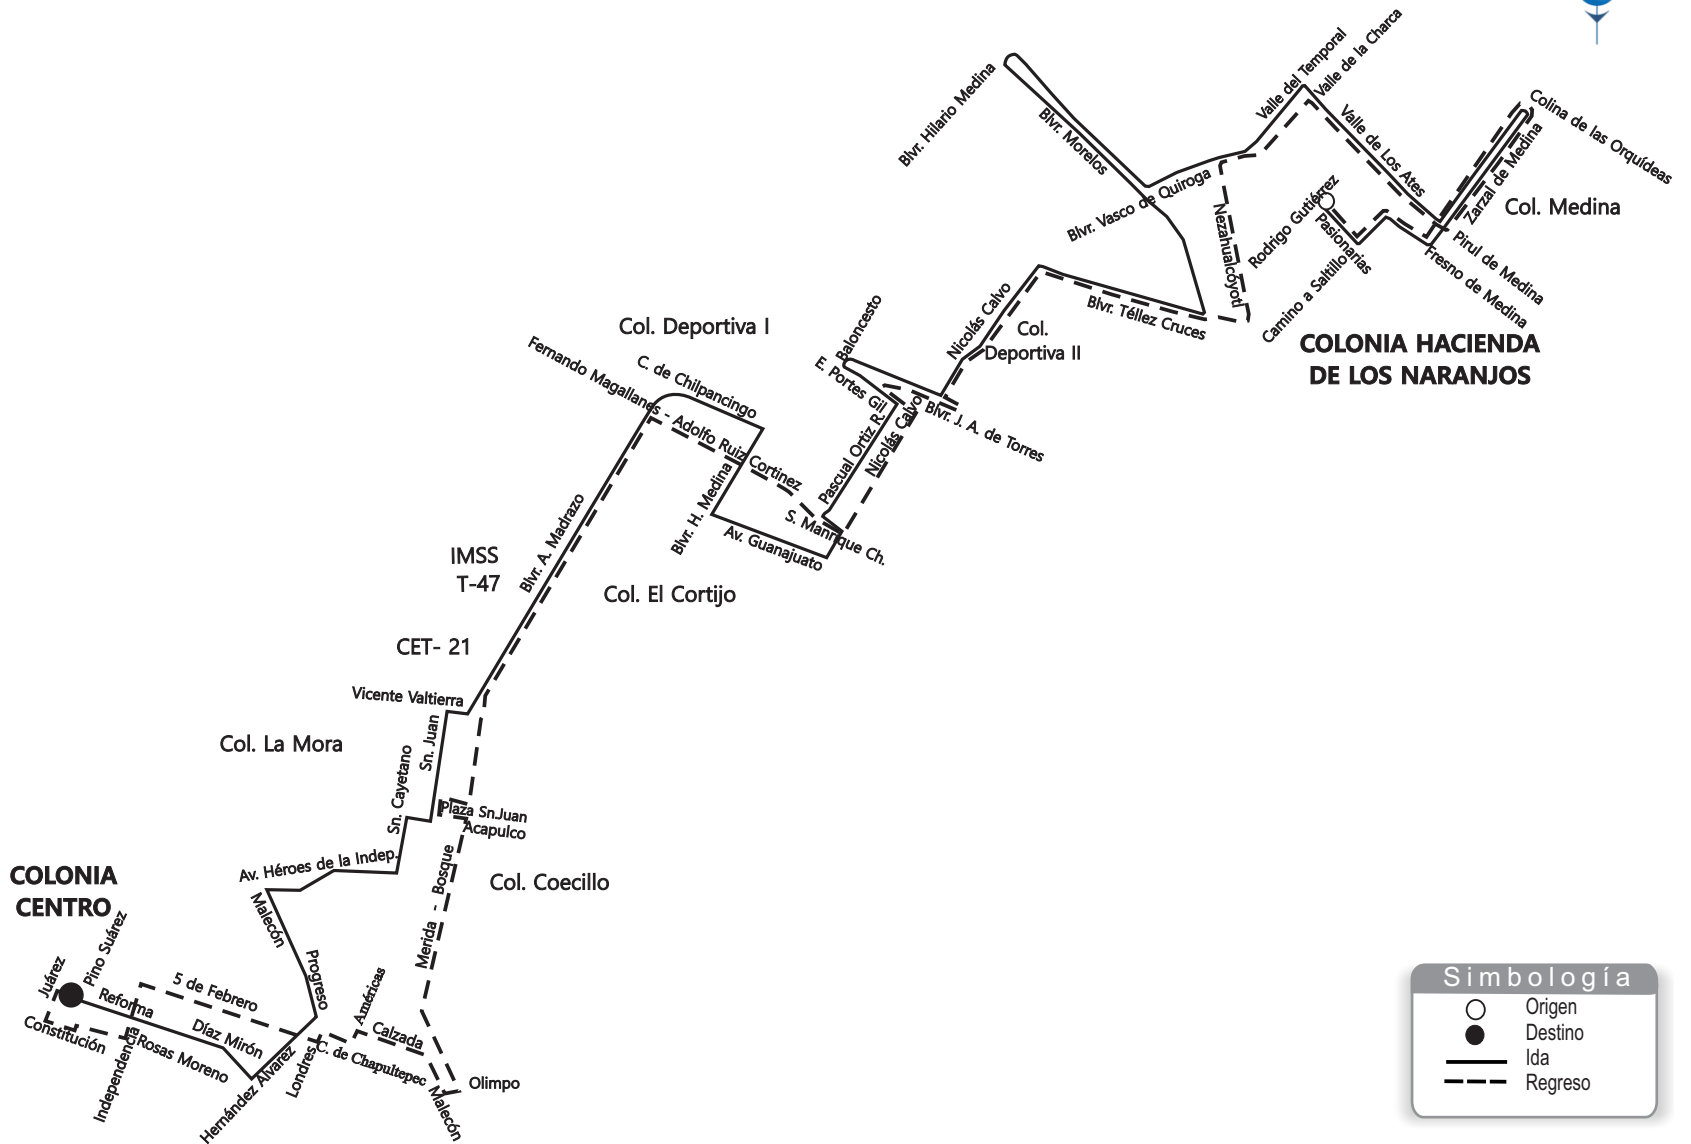 Valle del Temporal
Valle de la Charca
Blvr. Hilario Medina
Blvr. Morelos
Valle de Los Ates
Colina de las Orquídeas
Zarzal de Medina
Col. Medina
Blvr. Vasco de Quiroga
Nezahualcóyotl
Rodrigo Gutiérrez
Pasionarias
Camino a Saltillo
Pirul de Medina
Fresno de Medina
COLONIA HACIENDA
DE LOS NARANJOS
Blvr. Téllez Cruces
Nicolás Calvo
Col.
Deportiva II
Col. Deportiva I
Baloncesto
E. Portes Gil
Blvr. J. A. de Torres
Fernando Magallanes - Adolfo Ruiz Cortinez
C. de Chilpancingo
Pascual Ortiz R.
Nicolás Calvo
Blvr. H. Medina
S. Manrique Ch.
Av. Guanajuato
Blvr. A. Madrazo
IMSS
T-47
Col. El Cortijo
CET- 21
Vicente Valtierra
Col. La Mora
Sn. Juan
Sn. Cayetano
Plaza Sn.Juan
Acapulco
Av. Héroes de la Indep.
Merida - Bosque
Col. Coecillo
COLONIA
CENTRO
Malecón
Progreso
Juárez
Pino Suárez
5 de Febrero
Reforma
Américas
Constitución
Díaz Mirón
Calzada
Independencia
Rosas Moreno
Hernández Álvarez
Londres
C. de Chapultepec
Olimpo
Malecón
Simbología
Origen
Destino
Ida
Regreso